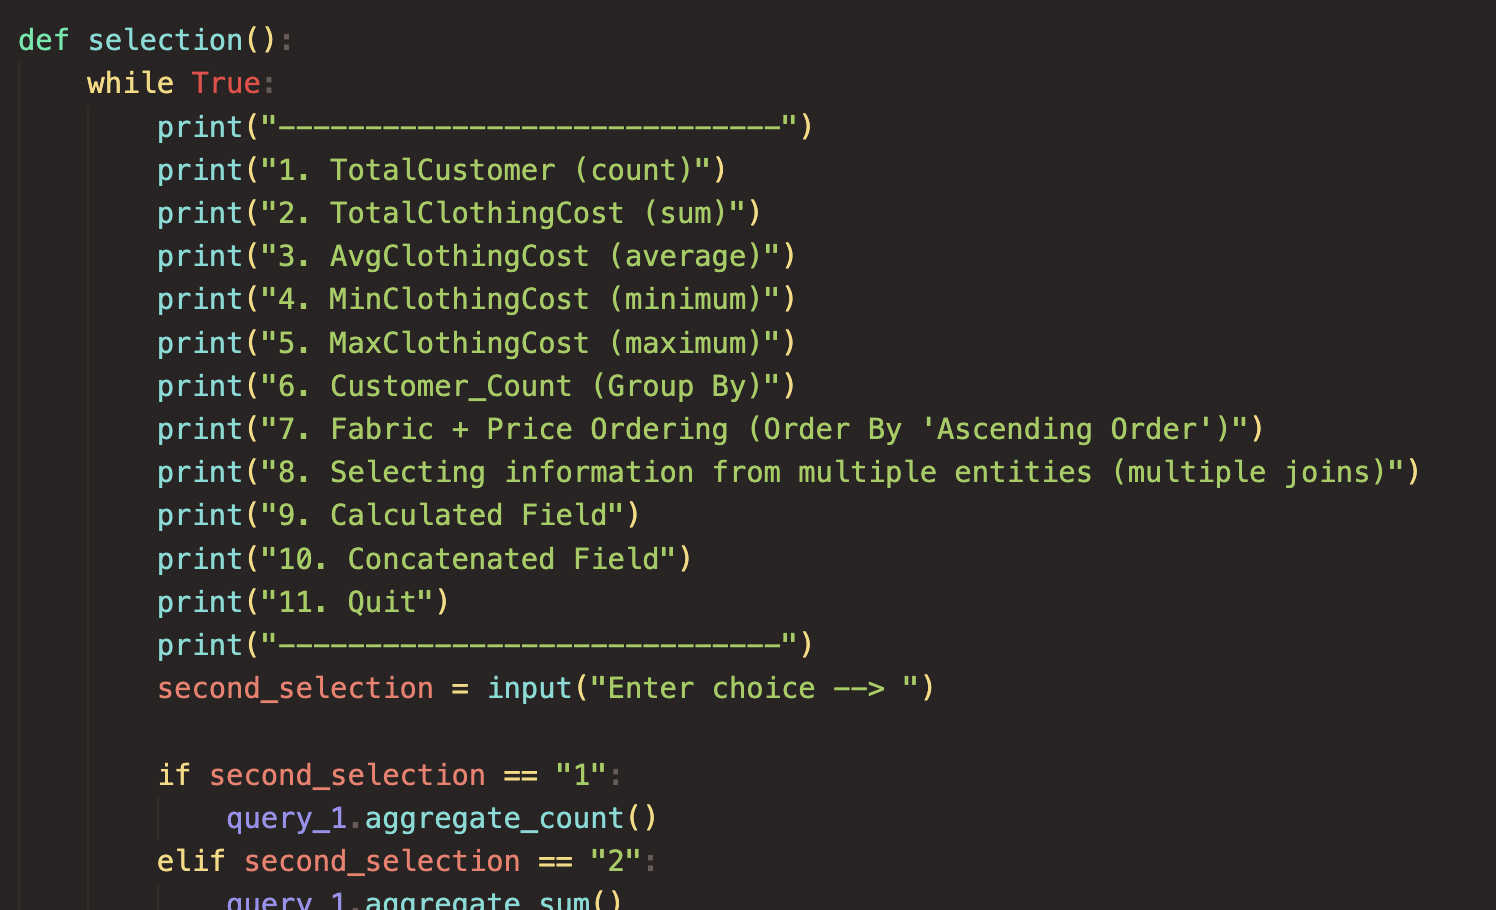 def selection():
    while True:
        print("-----------------------------")
        print("1. TotalCustomer (count)")
        print("2. TotalClothingCost (sum)")
        print("3. AvgClothingCost (average)")
        print("4. MinClothingCost (minimum)")
        print("5. MaxClothingCost (maximum)")
        print("6. Customer_Count (Group By)")
        print("7. Fabric + Price Ordering (Order By 'Ascending Order')")
        print("8. Selecting information from multiple entities (multiple joins)")
        print("9. Calculated Field")
        print("10. Concatenated Field")
        print("11. Quit")
        print("-----------------------------")
        second_selection = input("Enter choice --> ")

        if second_selection == "1":
            query_1.aggregate_count()
        elif second_selection == "2":
            query_1.aggregate_sum()